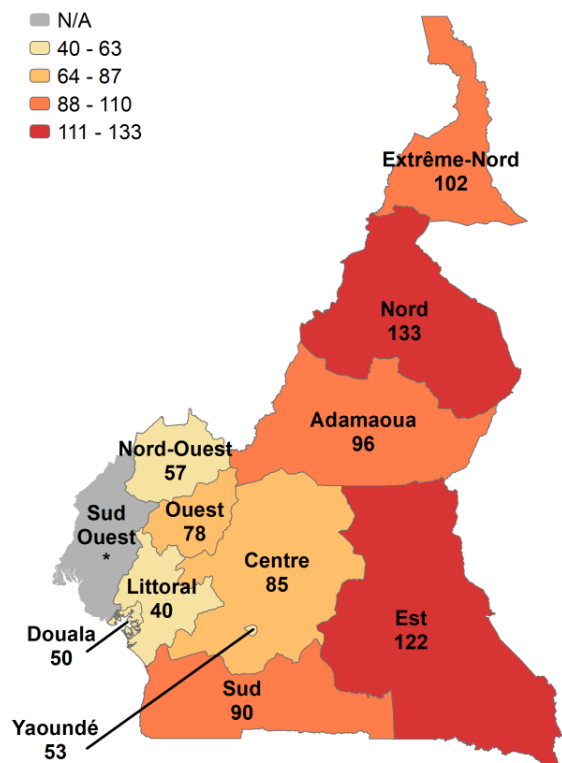 N/A
40 - 63
64 - 87
88 - 110
111 - 133
Extrême-Nord
102
Nord
133
Adamaoua
96
Nord-Ouest
57
Sud
Ouest
*
Ouest
78
Centre
85
Littoral
40
Est
122
Douala
50
Sud
90
Yaoundé
53